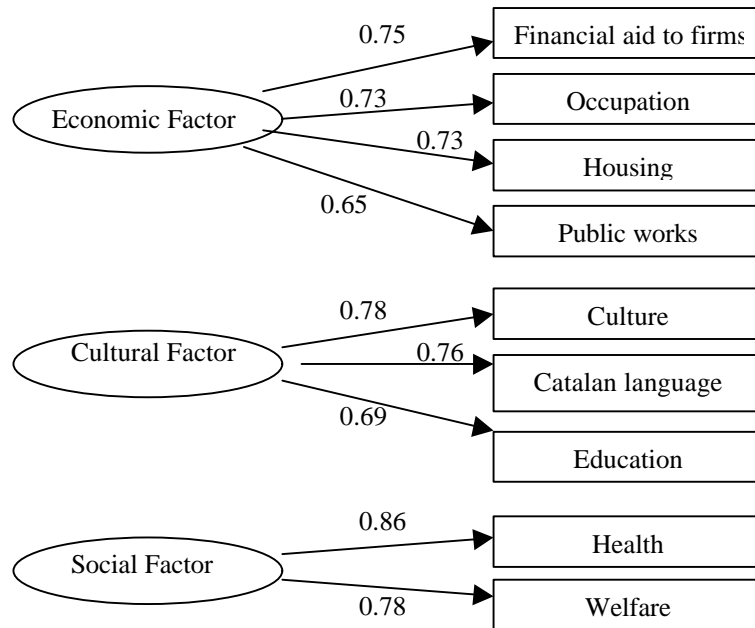 0.75
Financial aid to firms
Economic Factor
0.73
Occupation
0.73
Housing
0.65
Public works
0.78
Culture
Cultural Factor
0.76
Catalan language
0.69
Education
0.86
Health
Social Factor
0.78
Welfare